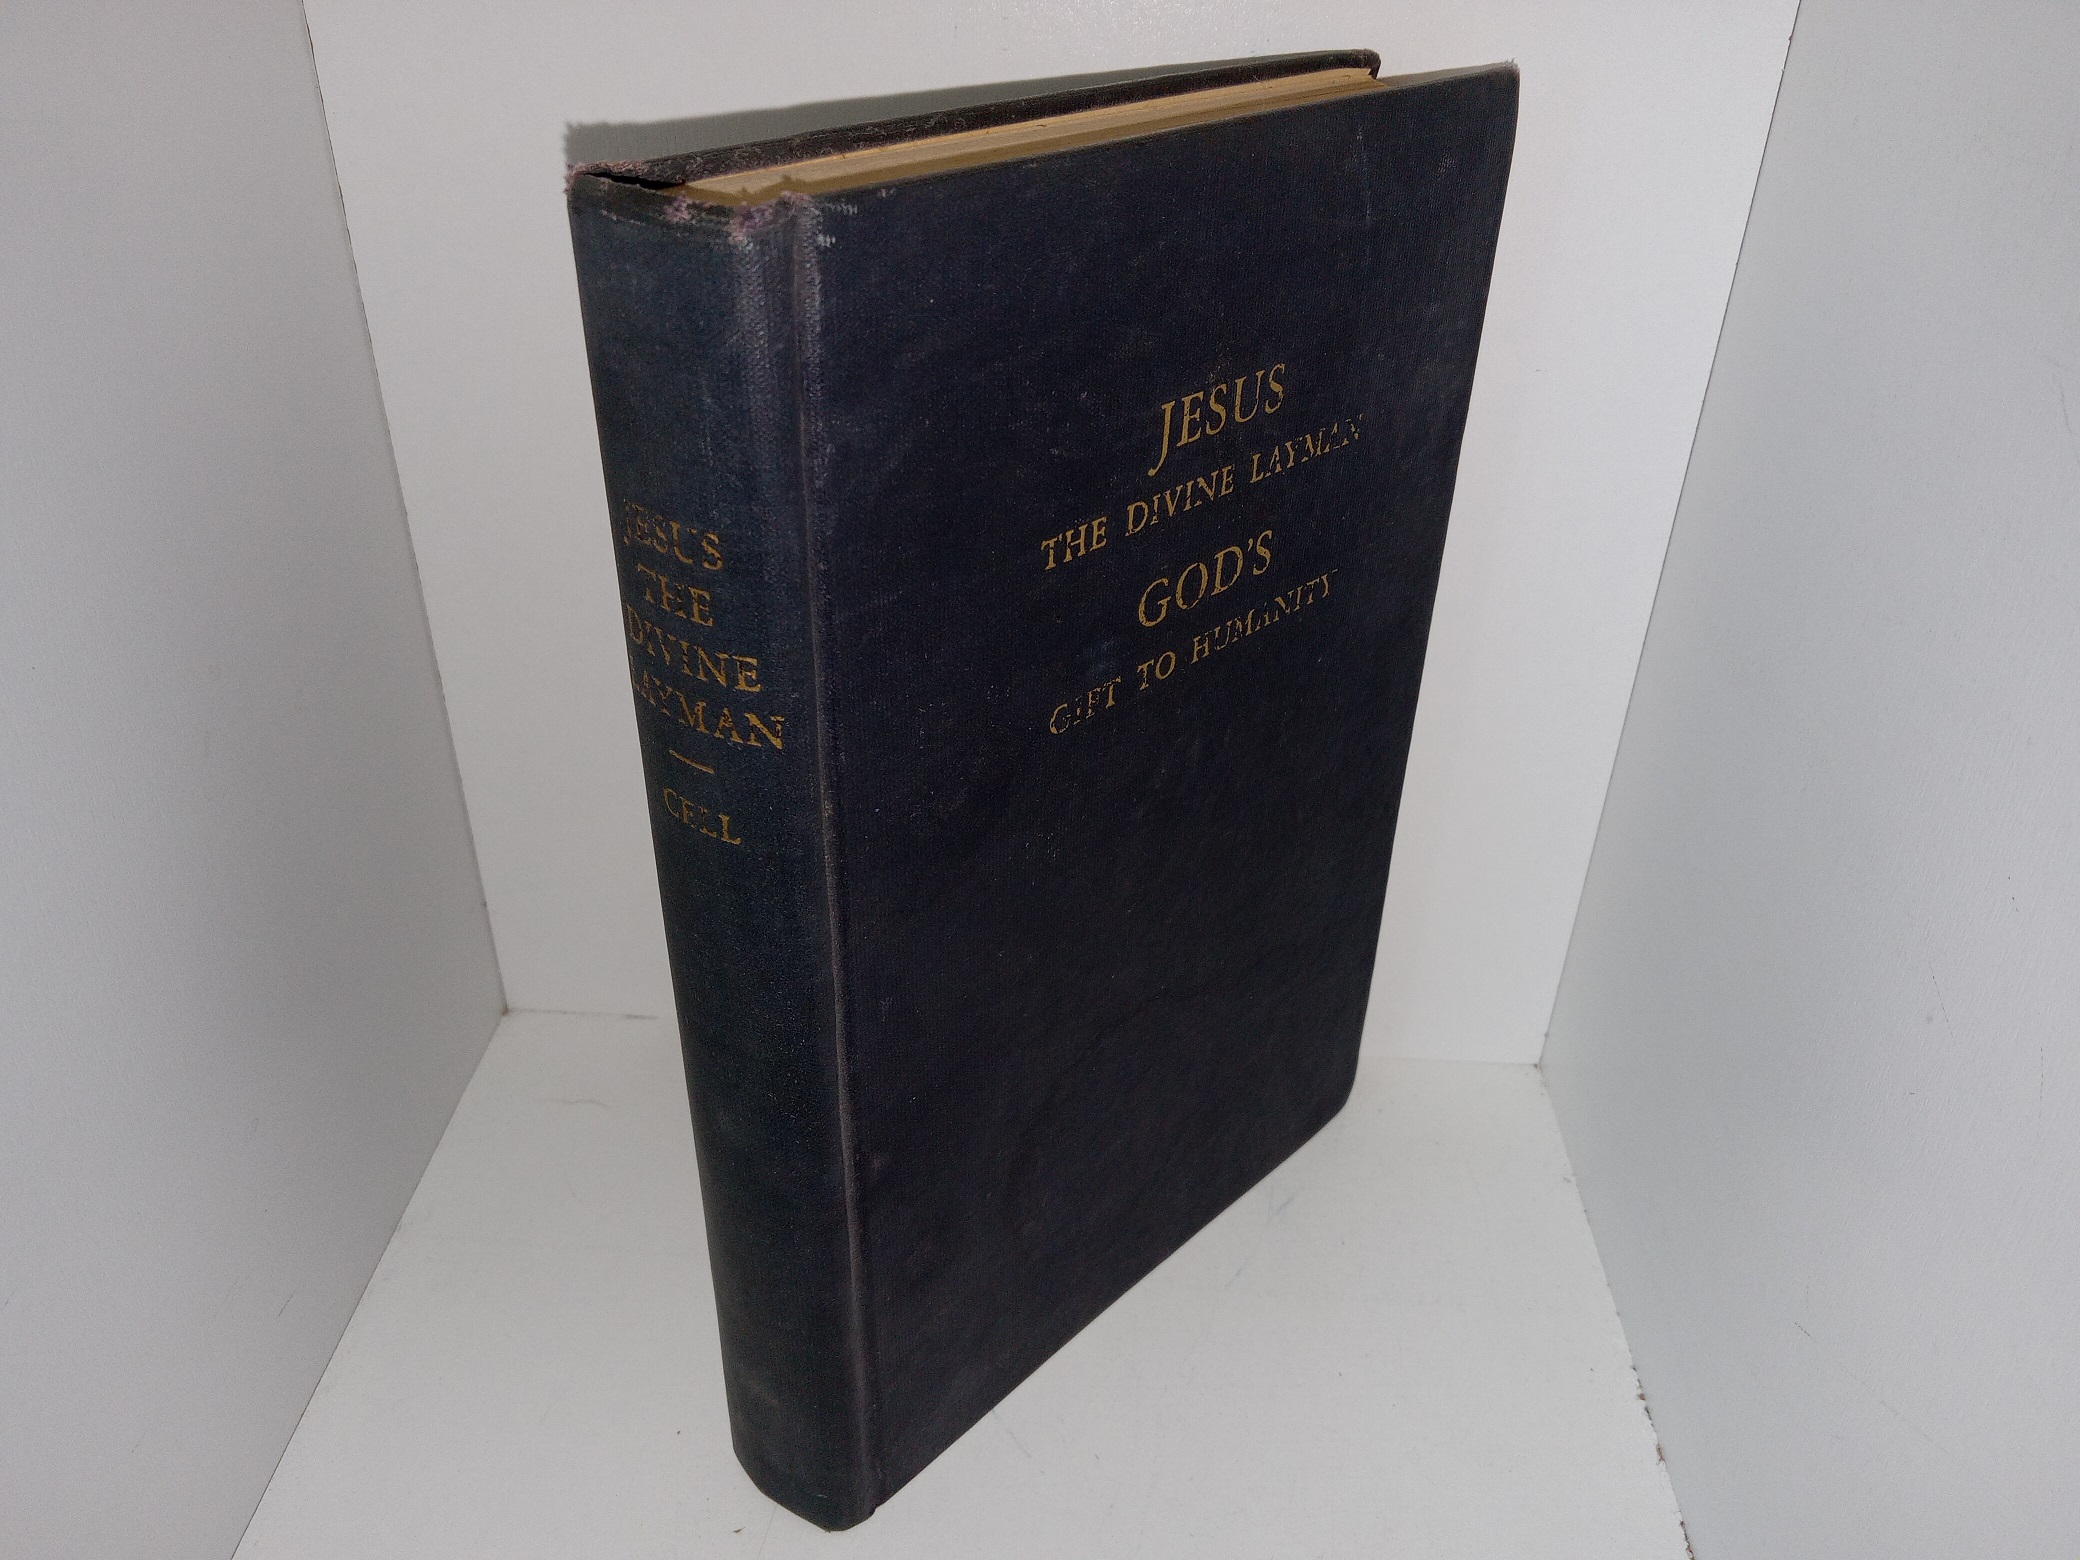 JESUS
THE
DIVINE
LAYMAN
CELL
JESUS
THE DIVINE LAYMAN
GOD'S
GIFT TO HUMANITY